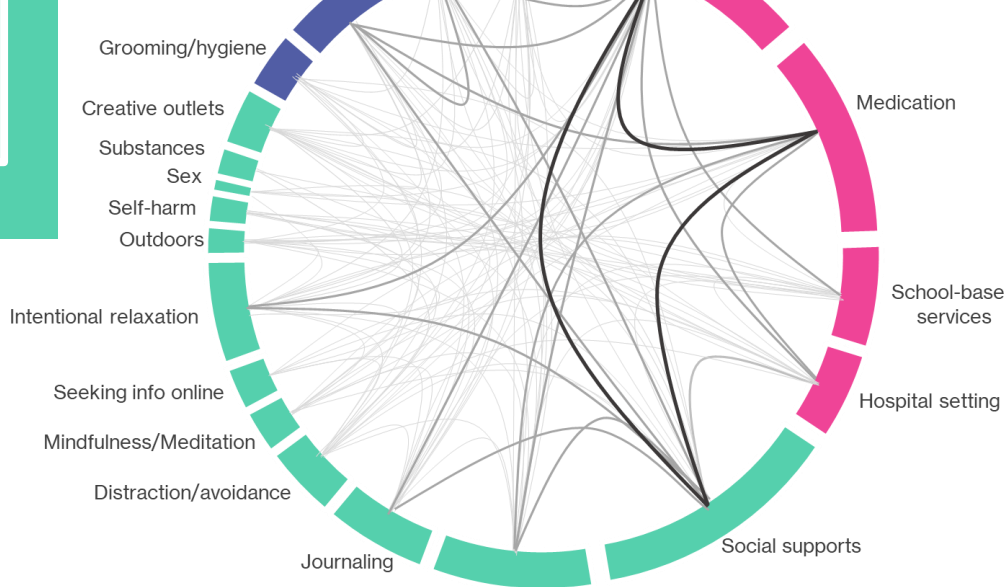 Grooming/hygiene
Creative outlets
Substances
Sex
Self-harm
Outdoors
Intentional relaxation
Seeking info online
Mindfulness/Meditation
Distraction/avoidance
Journaling
Social supports
Hospital setting
School-base
services
Medication